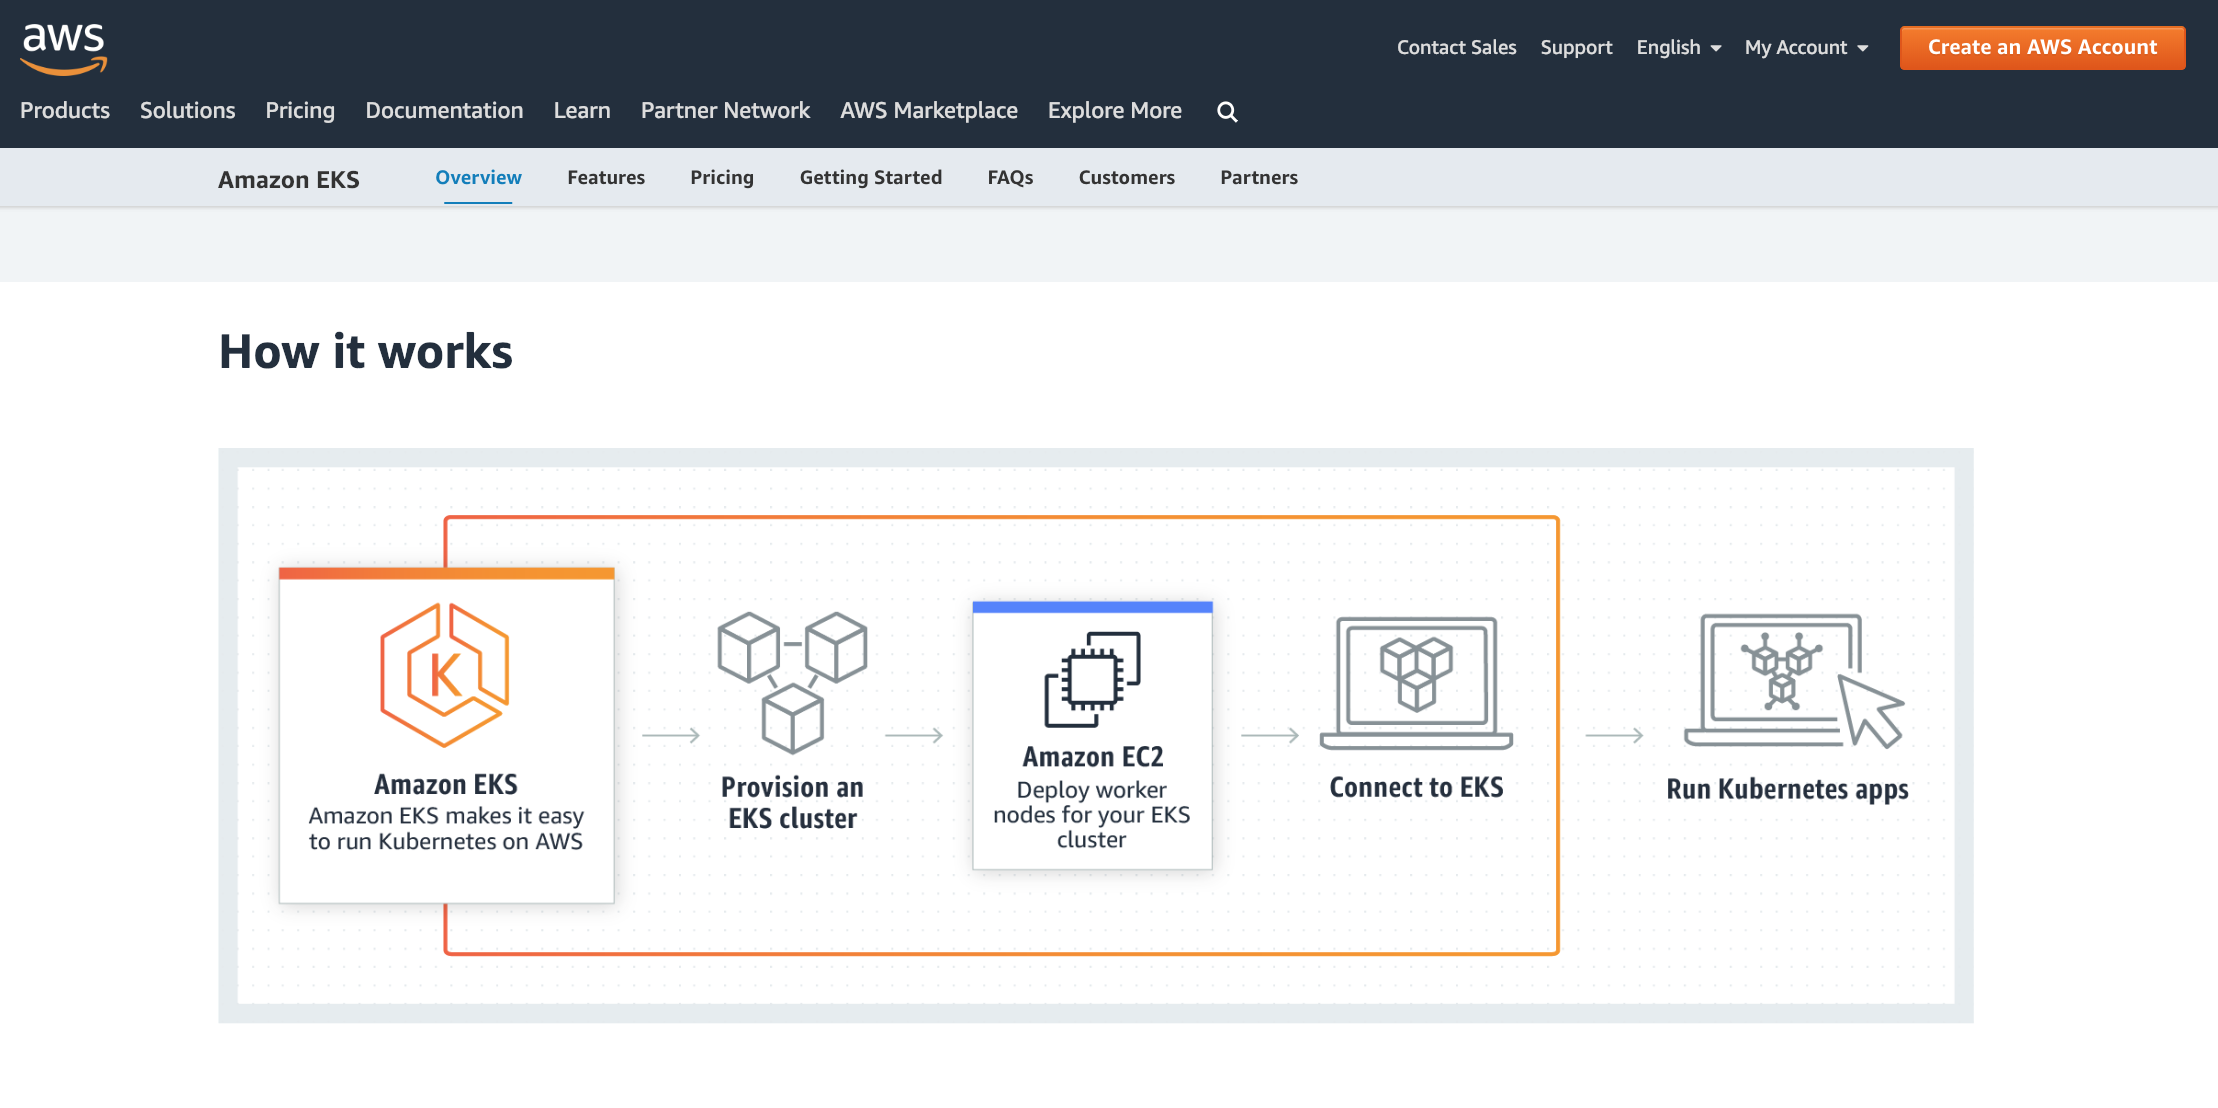 aws
Contact Sales Support English My Account Create an AWS Account
Products Solutions Pricing Documentation Learn Partner Network AWS Marketplace Explore More
Amazon EKS Overview Features Pricing Getting Started FAQs Customers Partners
How it works
K
Amazon EKS
Amazon EKS makes it easy
to run Kubernetes on AWS
Provision an
EKS cluster
Amazon EC2
Deploy worker
nodes for your EKS
cluster
Connect to EKS
Run Kubernetes apps